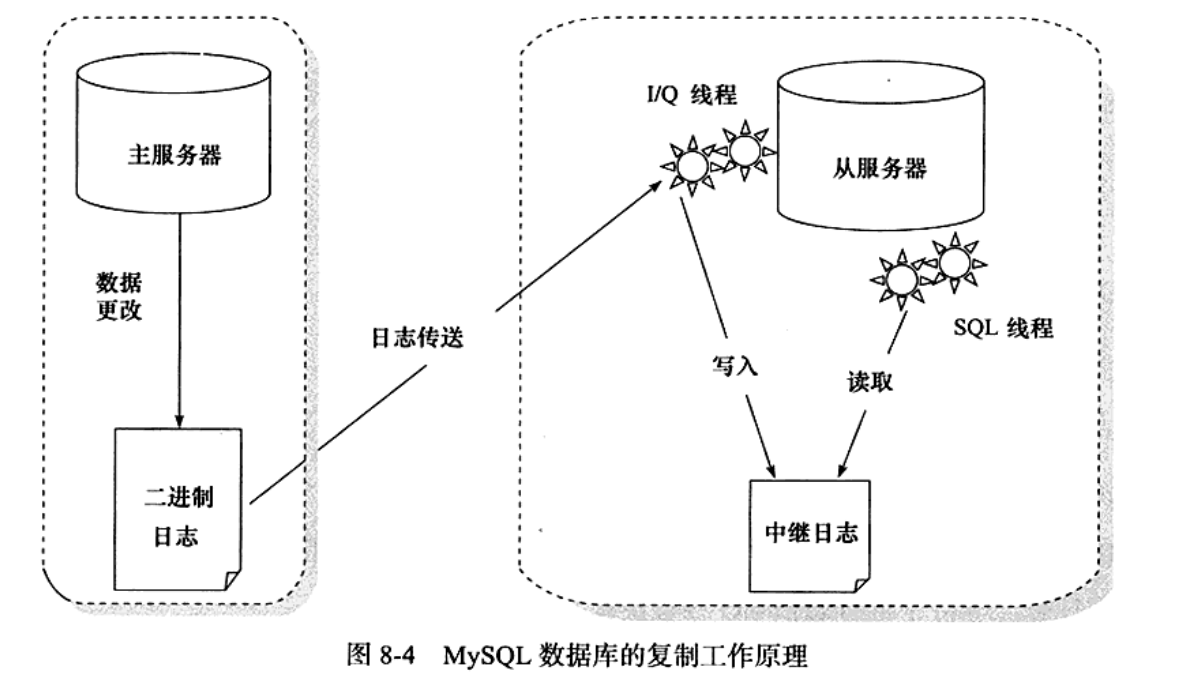 主服务器
数据
更改
二进制
日志
日志传送
I/Q 线程
从服务器
SQL 线程
写入
读取
中继日志
图 8-4 MySQL 数据库的复制工作原理